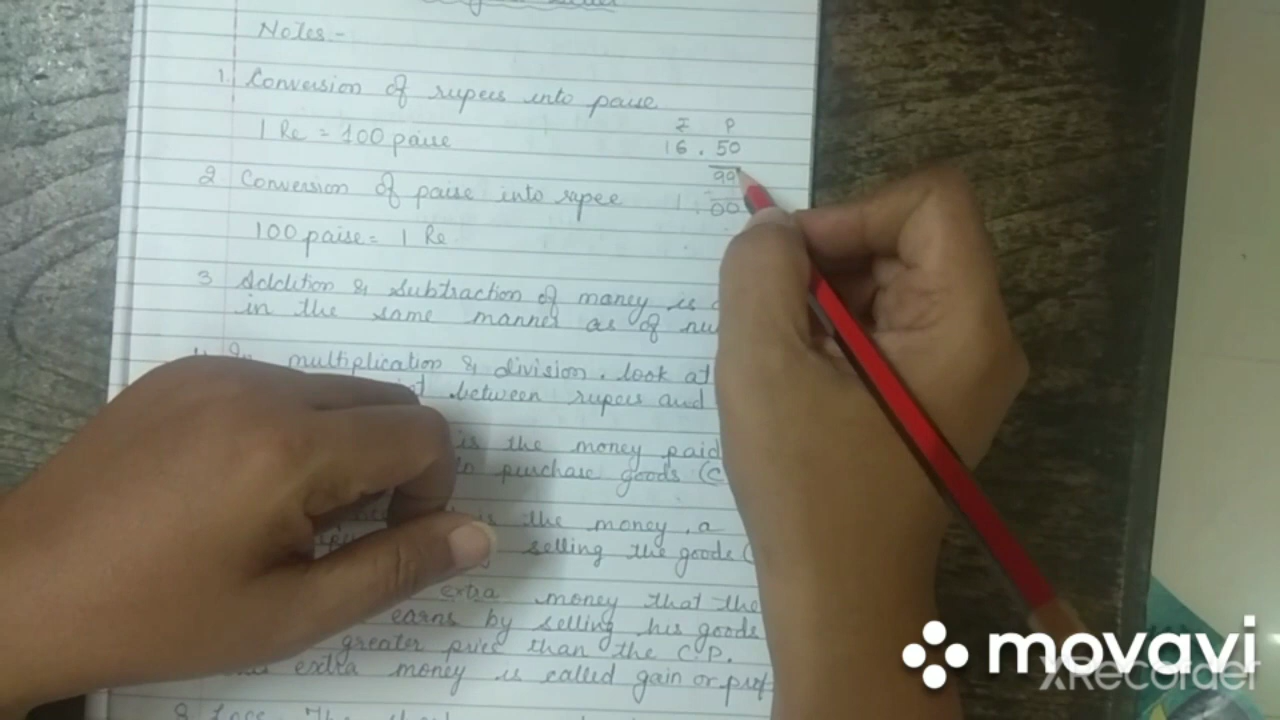 Notes -
1 Conversion of rupees into paise
1 Re = 100 paise
₹ P
16 . 50
99
1 . 00
2 Conversion of paise into rupee
100 paise = 1 Re
3 Addition & subtraction of money is
in the same manner as of
multiplication & division . look at
between rupees and
is the money paid
to purchase goods (C
is the money . a
selling the goods (
extra money that the
earns by selling his goods
greater price than the C.P.
extra money is called gain or prof
8 Loss
movavi
XRecorder